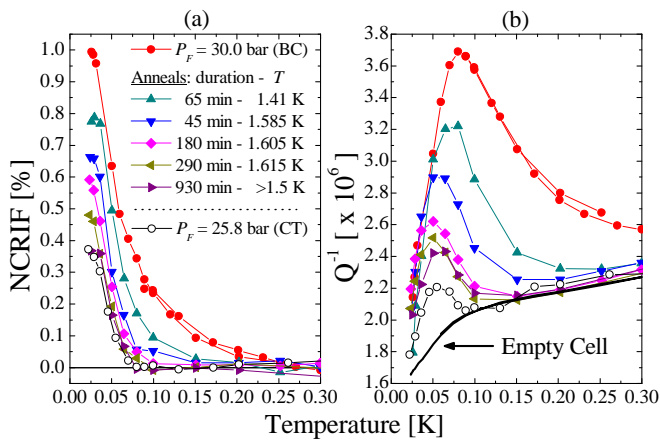 (a)
(b)
NCRIF [%]
1.0
0.9
0.8
0.7
0.6
0.5
0.4
0.3
0.2
0.1
0.0
P_F = 30.0 bar (BC)
Anneals: duration - T
65 min - 1.41 K
45 min - 1.585 K
180 min - 1.605 K
290 min - 1.615 K
930 min - >1.5 K
P_F = 25.8 bar (CT)
0.00 0.05 0.10 0.15 0.20 0.25 0.30
Q⁻¹ [ x 10⁶ ]
3.8
3.6
3.4
3.2
3.0
2.8
2.6
2.4
2.2
2.0
1.8
1.6
Empty Cell
0.00 0.05 0.10 0.15 0.20 0.25 0.30
Temperature [K]